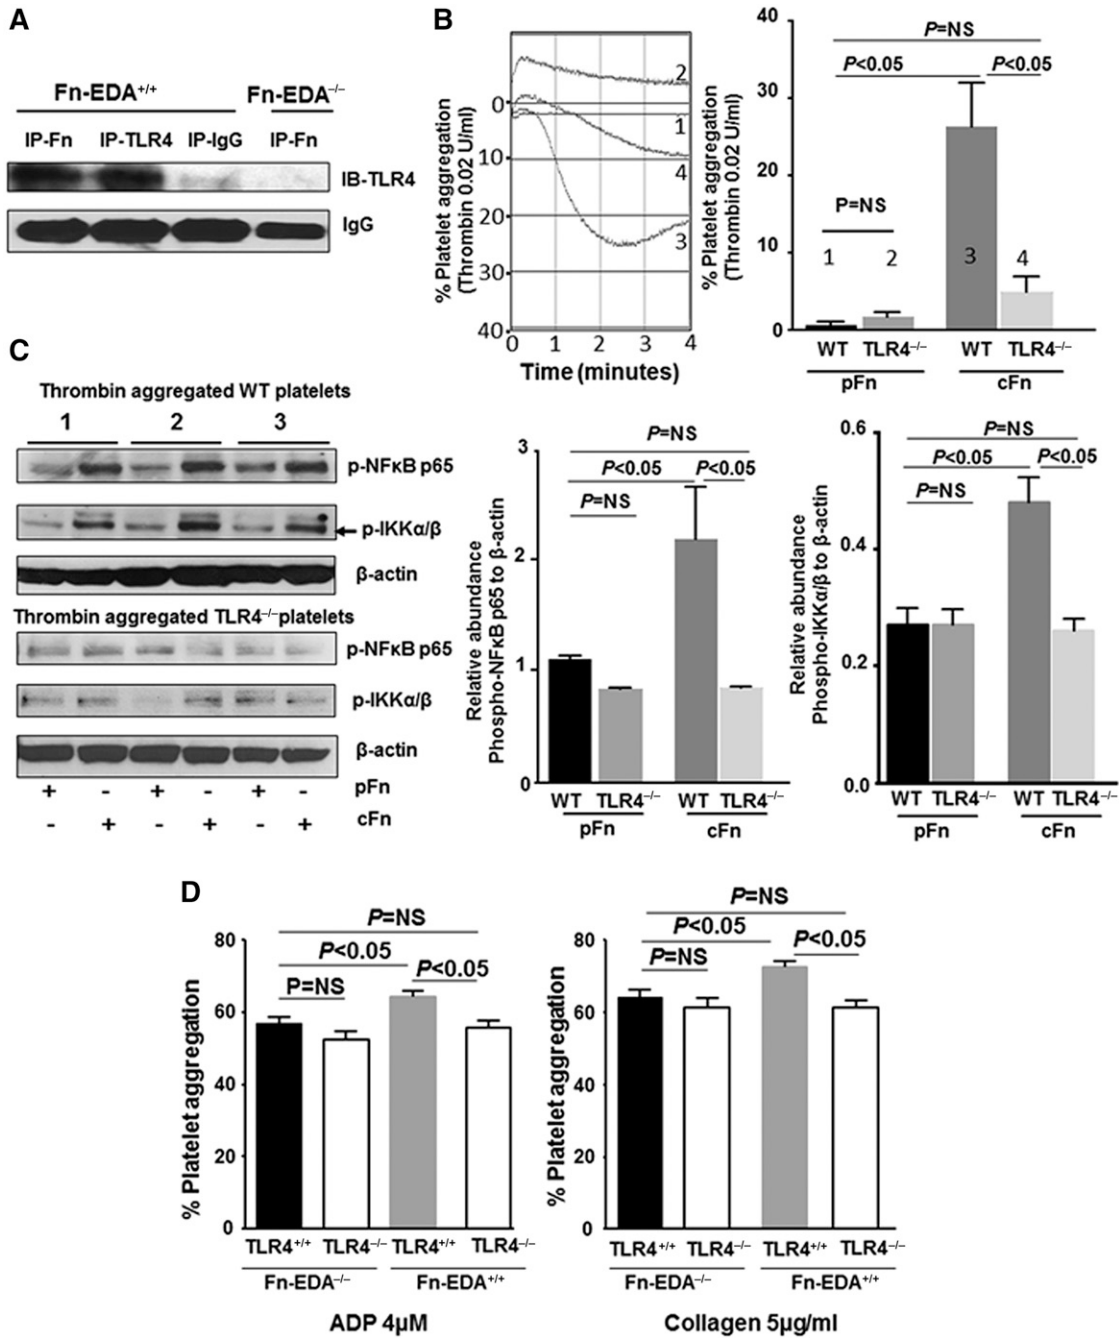 A
Fn-EDA+/+ Fn-EDA–/–
IP-Fn IP-TLR4 IP-IgG IP-Fn
IB-TLR4
IgG
B
% Platelet aggregation
(Thrombin 0.02 U/ml)
0
10
20
30
40
2
1
4
3
0 1 2 3 4
Time (minutes)
% Platelet aggregation
(Thrombin 0.02 U/ml)
40
30
20
10
0
P=NS
P<0.05 P<0.05
P=NS
1 2 3 4
WT TLR4–/– WT TLR4–/–
pFn cFn
C
Thrombin aggregated WT platelets
1 2 3
p-NFκB p65
p-IKKα/β
β-actin
Thrombin aggregated TLR4–/–platelets
p-NFκB p65
p-IKKα/β
β-actin
+ - + - + - pFn
- + - + - + cFn
Relative abundance
Phospho-NFκB p65 to β-actin
3
2
1
0
P=NS
P<0.05 P<0.05
P=NS
WT TLR4–/– WT TLR4–/–
pFn cFn
Relative abundance
Phospho-IKKα/β to β-actin
0.6
0.4
0.2
0.0
P=NS
P<0.05 P<0.05
P=NS
WT TLR4–/– WT TLR4–/–
pFn cFn
D
% Platelet aggregation
80
60
40
20
0
P=NS
P<0.05
P<0.05
P=NS
TLR4+/+ TLR4–/– TLR4+/+ TLR4–/–
Fn-EDA–/– Fn-EDA+/+
ADP 4μM
% Platelet aggregation
80
60
40
20
0
P=NS
P<0.05
P<0.05
P=NS
TLR4+/+ TLR4–/– TLR4+/+ TLR4–/–
Fn-EDA–/– Fn-EDA+/+
Collagen 5μg/ml